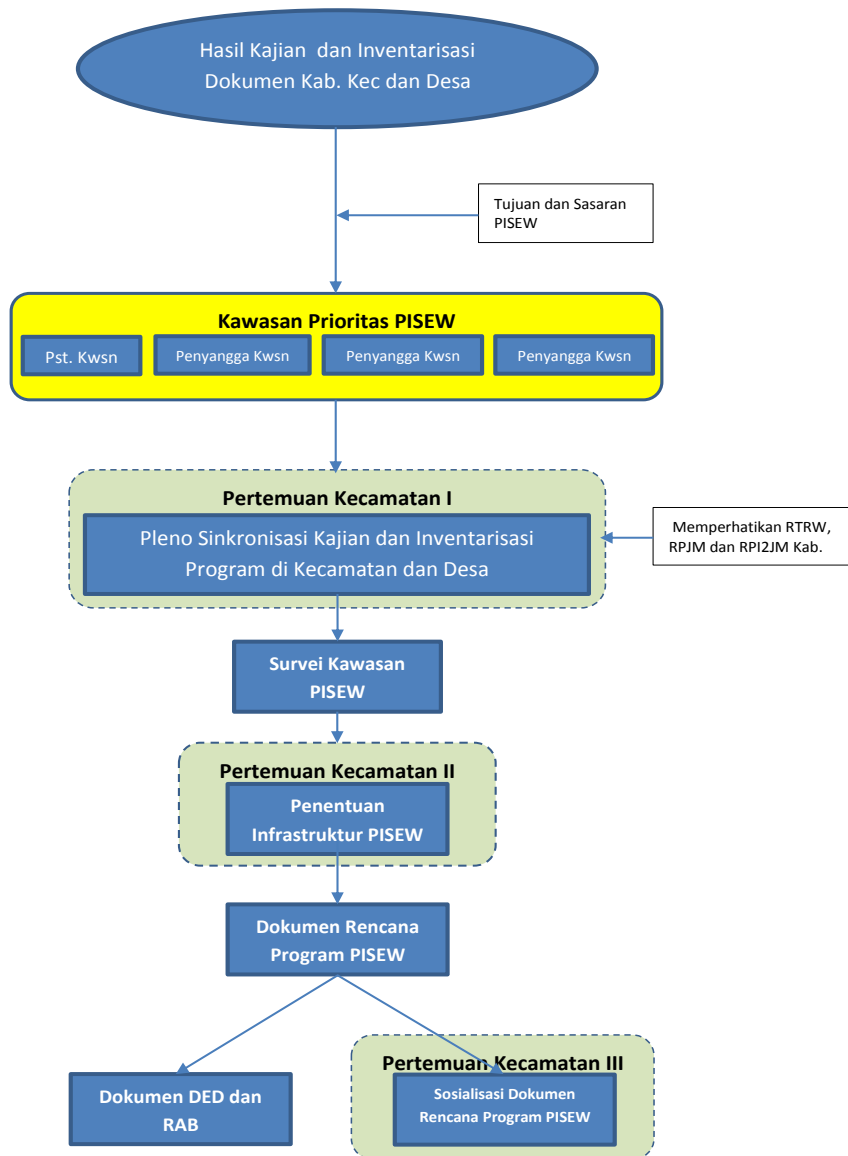 Hasil Kajian dan Inventarisasi
Dokumen Kab. Kec dan Desa
Tujuan dan Sasaran
PISEW
Kawasan Prioritas PISEW
Pst. Kwsn
Penyangga Kwsn
Penyangga Kwsn
Penyangga Kwsn
Pertemuan Kecamatan I
Pleno Sinkronisasi Kajian dan Inventarisasi
Program di Kecamatan dan Desa
Memperhatikan RTRW,
RPJM dan RPI2JM Kab.
Survei Kawasan
PISEW
Pertemuan Kecamatan II
Penentuan
Infrastruktur PISEW
Dokumen Rencana
Program PISEW
Dokumen DED dan
RAB
Pertemuan Kecamatan III
Sosialisasi Dokumen
Rencana Program PISEW